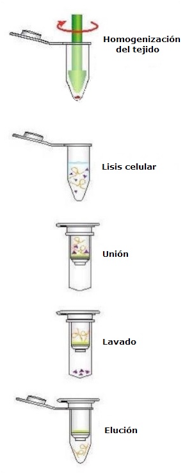 Homogenización
del tejido
Lisis celular
Unión
Lavado
Elución